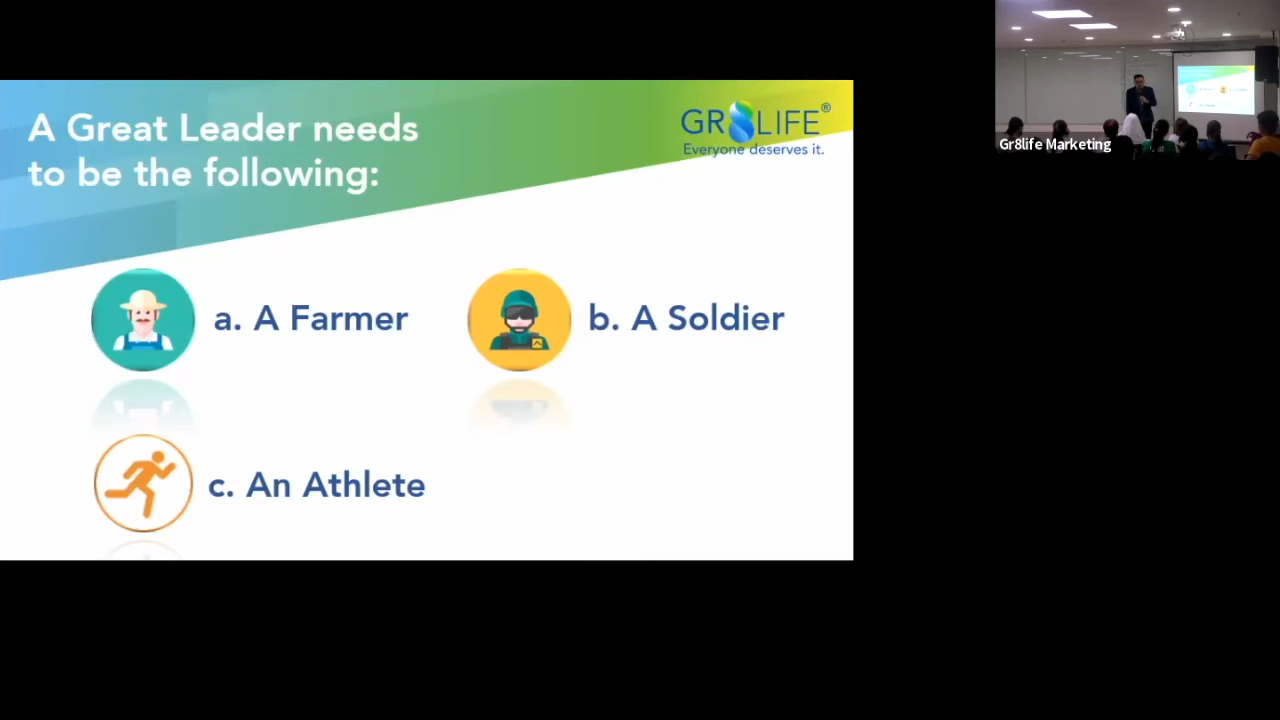 A Great Leader needs
to be the following:
GR8LIFE®
Everyone deserves it.
Gr8life Marketing
a. A Farmer
b. A Soldier
c. An Athlete